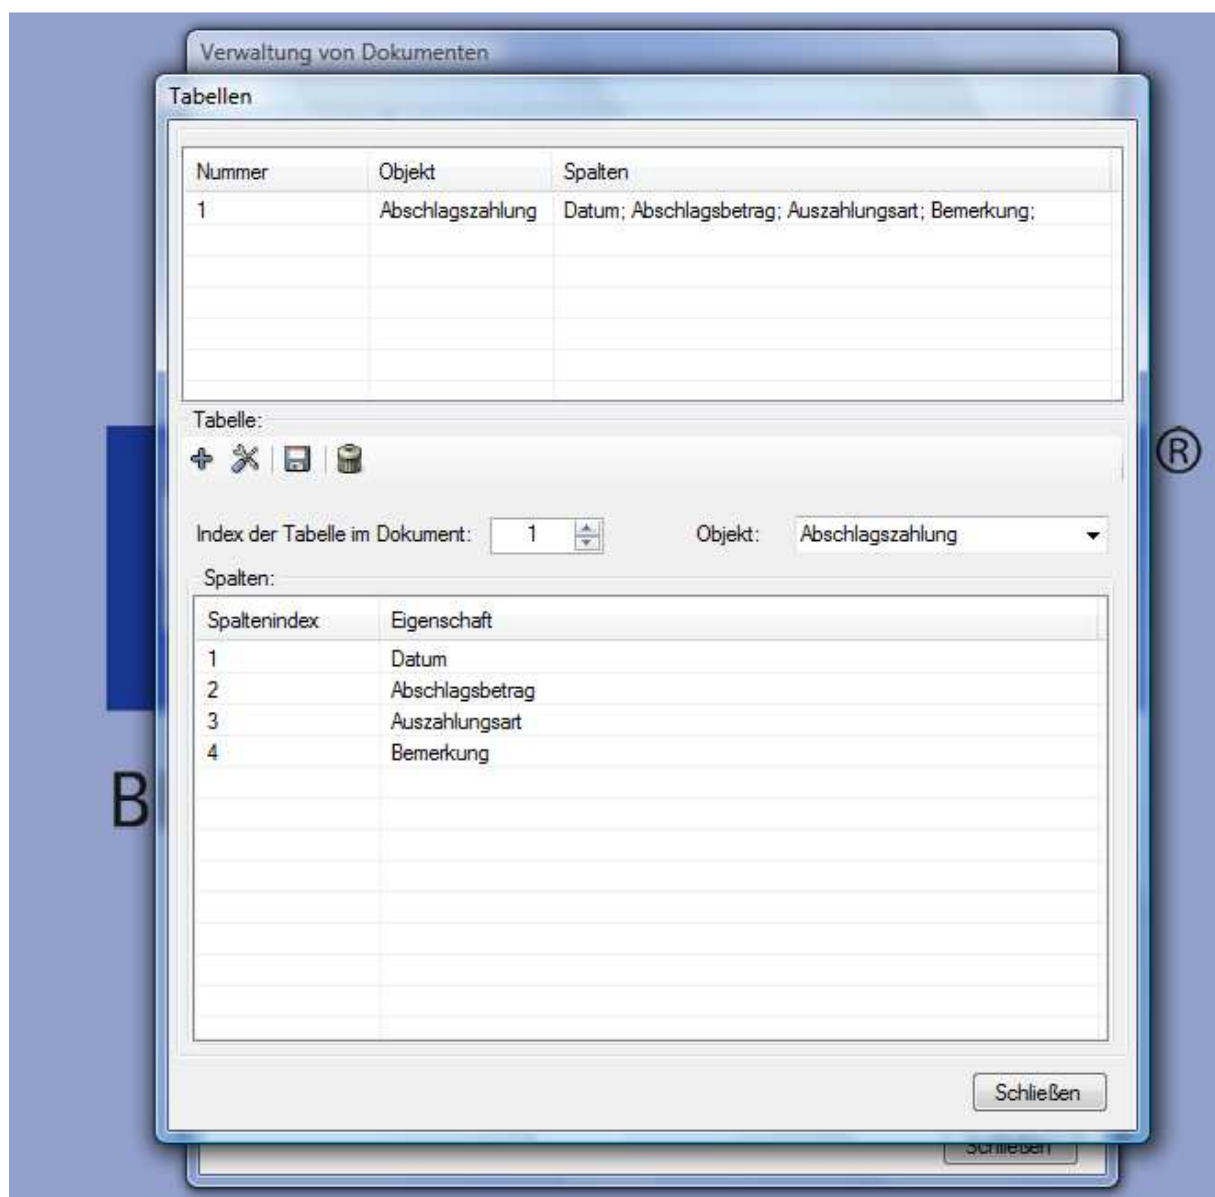 Verwaltung von Dokumenten
Tabellen
Nummer Objekt Spalten
1 Abschlagszahlung Datum; Abschlagsbetrag; Auszahlungsart; Bemerkung;
Tabelle:
®
Index der Tabelle im Dokument: 1 Objekt: Abschlagszahlung
Spalten:
Spaltenindex Eigenschaft
1 Datum
2 Abschlagsbetrag
3 Auszahlungsart
4 Bemerkung
B
Schließen
Schließen